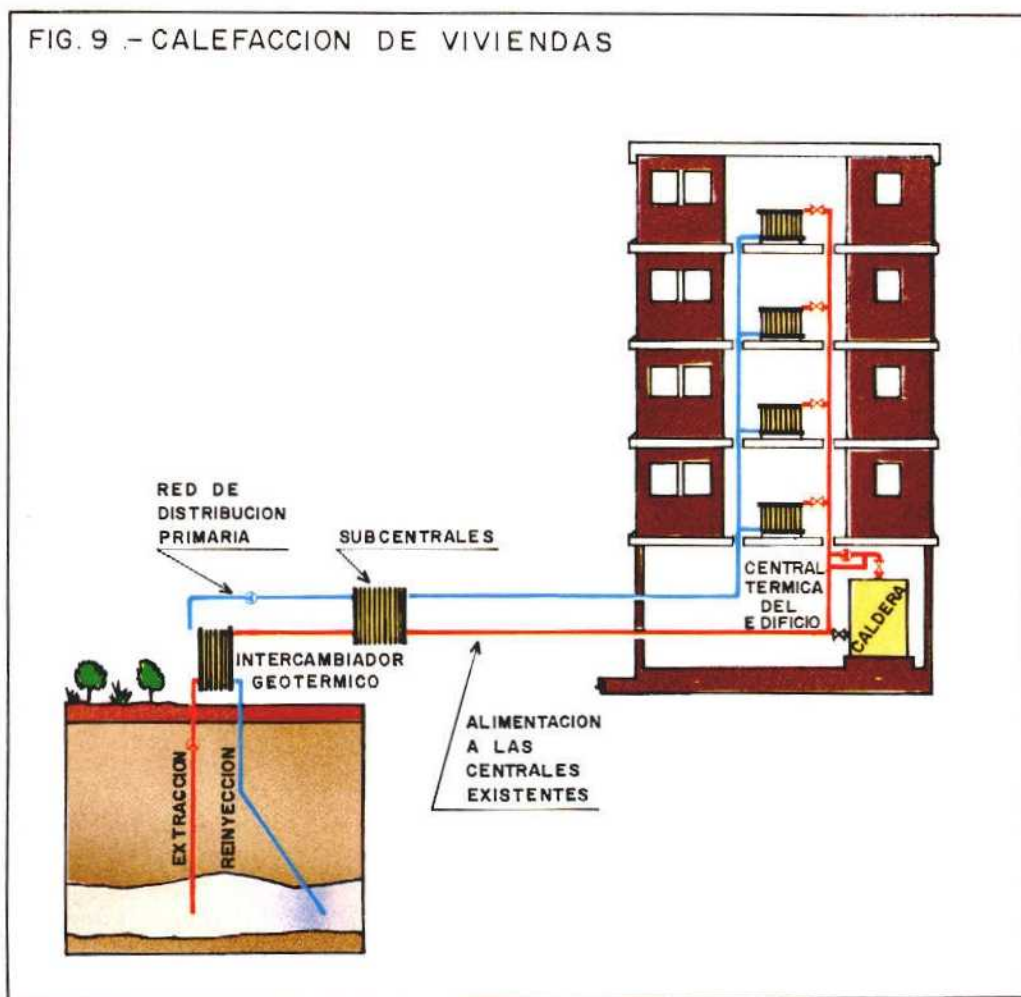 FIG. 9 .- CALEFACCION DE VIVIENDAS
RED DE
DISTRIBUCION
PRIMARIA
SUBCENTRALES
CENTRAL
TERMICA
DEL
EDIFICIO
CALDERA
INTERCAMBIADOR
GEOTERMICO
ALIMENTACION
A LAS
CENTRALES
EXISTENTES
EXTRACCION
REINYECCION